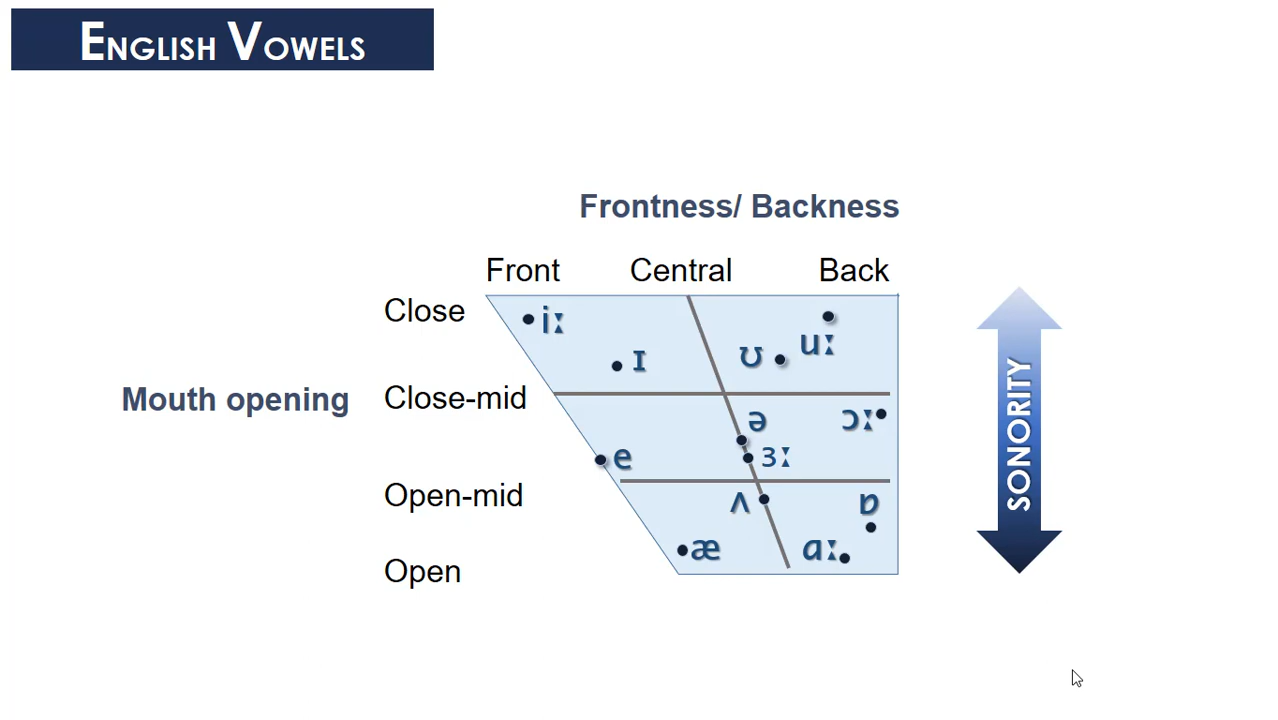 ENGLISH VOWELS
Frontness/ Backness
Front Central Back
Close
iː
uː
ɪ
ʊ
Mouth opening
Close-mid
ə
ɔː
e
ɜː
Open-mid
ʌ
ɒ
æ
ɑː
Open
SONORITY